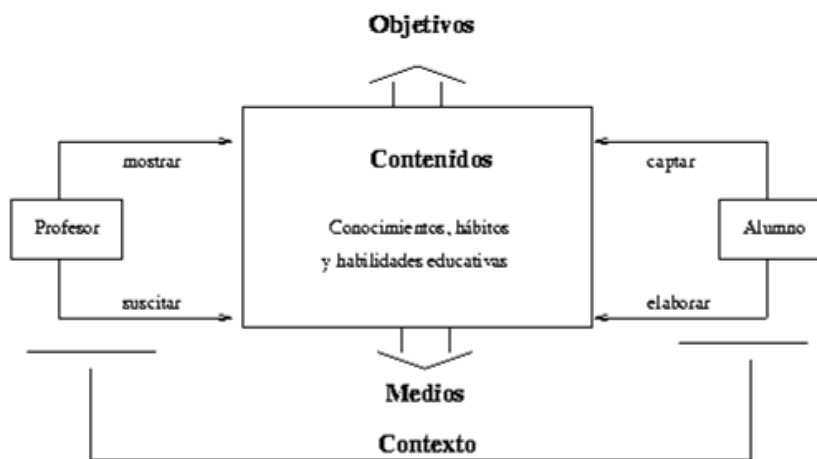 Objetivos
Contenidos
mostrar
captar
Profesor
Conocimientos, hábitos
y habilidades educativas
Alumno
suscitar
elaborar
Medios
Contexto